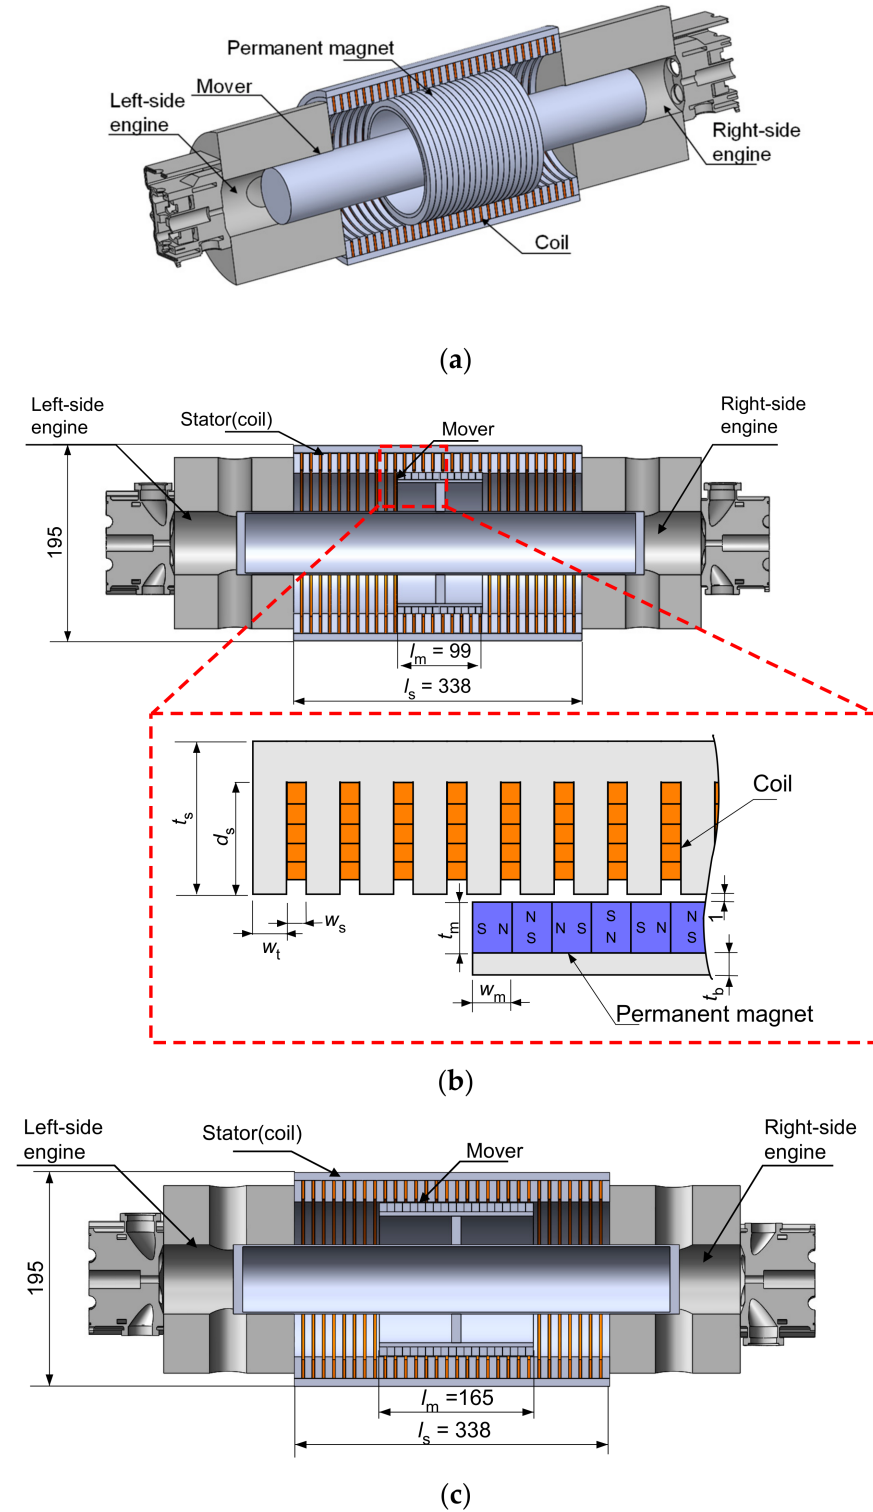 Permanent magnet
Mover
Left-side
engine
Right-side
engine
Coil
(a)
Left-side
engine
Stator(coil)
Mover
Right-side
engine
195
lm = 99
ls = 338
ts
ds
Coil
ws
wt
tm
S N
N
S
N S
S
N
S N
N
S
1
wm
tb
Permanent magnet
(b)
Left-side
engine
Stator(coil)
Mover
Right-side
engine
195
lm =165
ls = 338
(c)